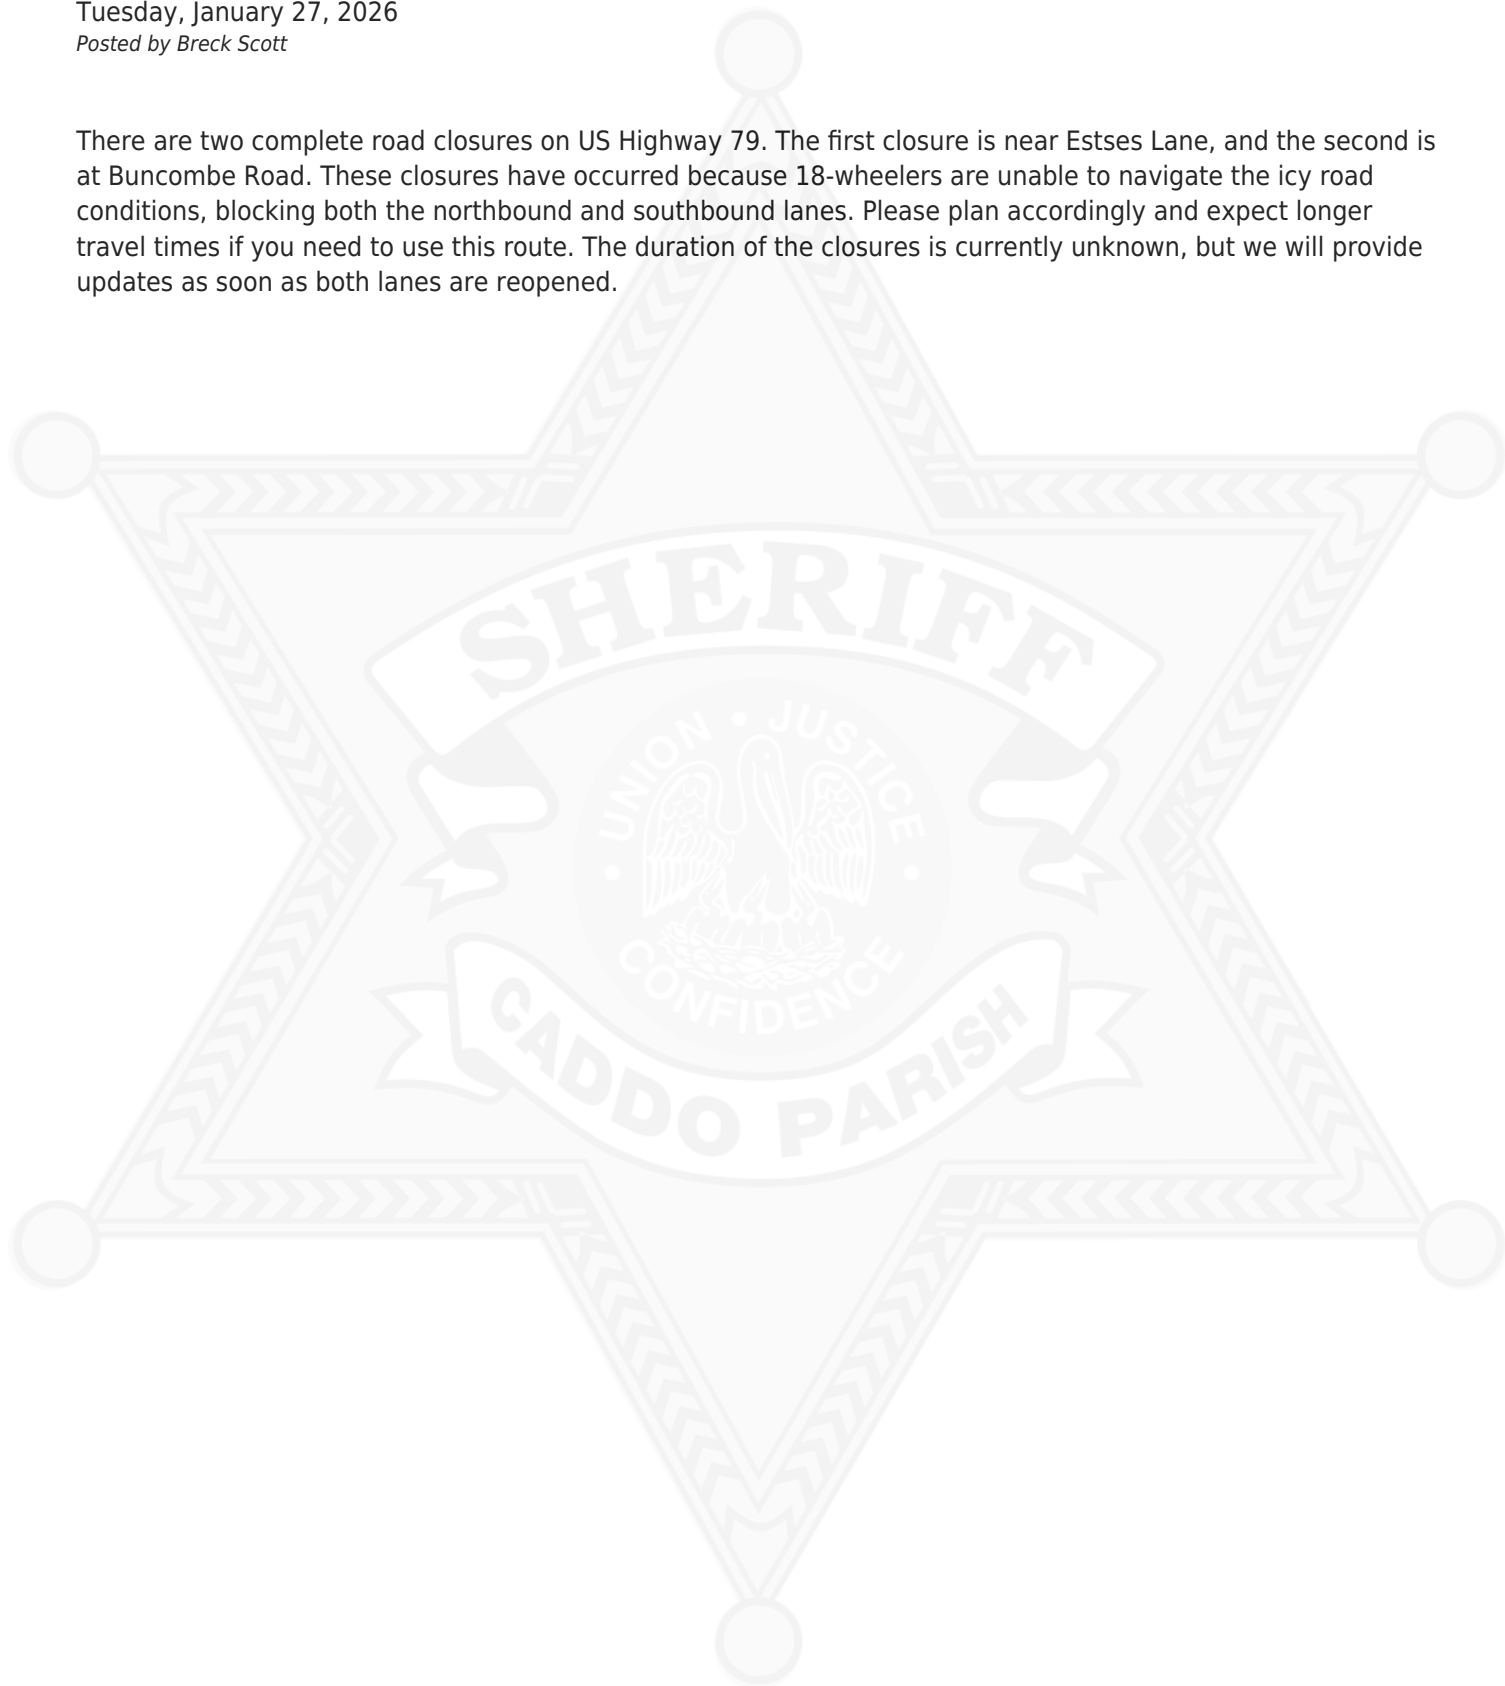 Tuesday, January 27, 2026
Posted by Breck Scott
There are two complete road closures on US Highway 79. The first closure is near Estses Lane, and the second is
at Buncombe Road. These closures have occurred because 18-wheelers are unable to navigate the icy road
conditions, blocking both the northbound and southbound lanes. Please plan accordingly and expect longer
travel times if you need to use this route. The duration of the closures is currently unknown, but we will provide
updates as soon as both lanes are reopened.
SHERIFF
UNION • JUSTICE
• CONFIDENCE •
CADDO PARISH